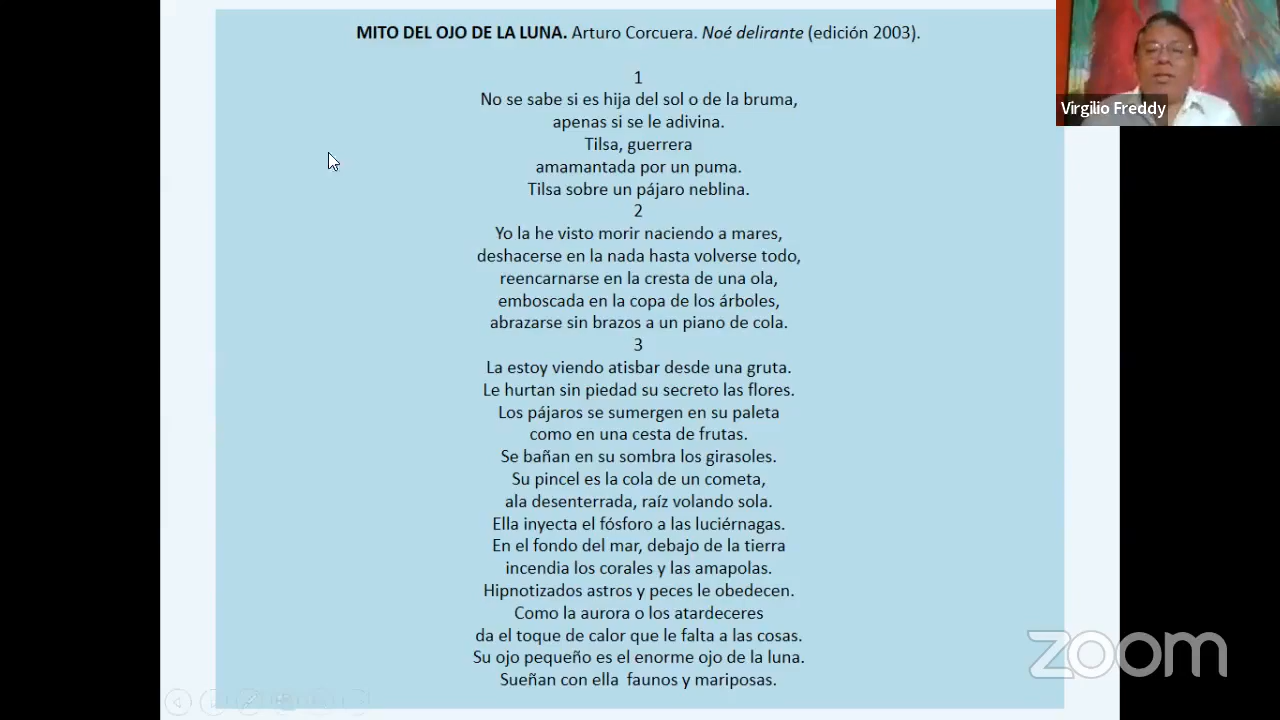 MITO DEL OJO DE LA LUNA. Arturo Corcuera. Noé delirante (edición 2003).
1
No se sabe si es hija del sol o de la bruma,
apenas si se le adivina.
Tilsa, guerrera
amamantada por un puma.
Tilsa sobre un pájaro neblina.
2
Yo la he visto morir naciendo a mares,
deshacerse en la nada hasta volverse todo,
reencarnarse en la cresta de una ola,
emboscada en la copa de los árboles,
abrazarse sin brazos a un piano de cola.
3
La estoy viendo atisbar desde una gruta.
Le hurtan sin piedad su secreto las flores.
Los pájaros se sumergen en su paleta
como en una cesta de frutas.
Se bañan en su sombra los girasoles.
Su pincel es la cola de un cometa,
ala desenterrada, raíz volando sola.
Ella inyecta el fósforo a las luciérnagas.
En el fondo del mar, debajo de la tierra
incendia los corales y las amapolas.
Hipnotizados astros y peces le obedecen.
Como la aurora o los atardeceres
da el toque de calor que le falta a las cosas.
Su ojo pequeño es el enorme ojo de la luna.
Sueñan con ella faunos y mariposas.
Virgilio Freddy
zoom